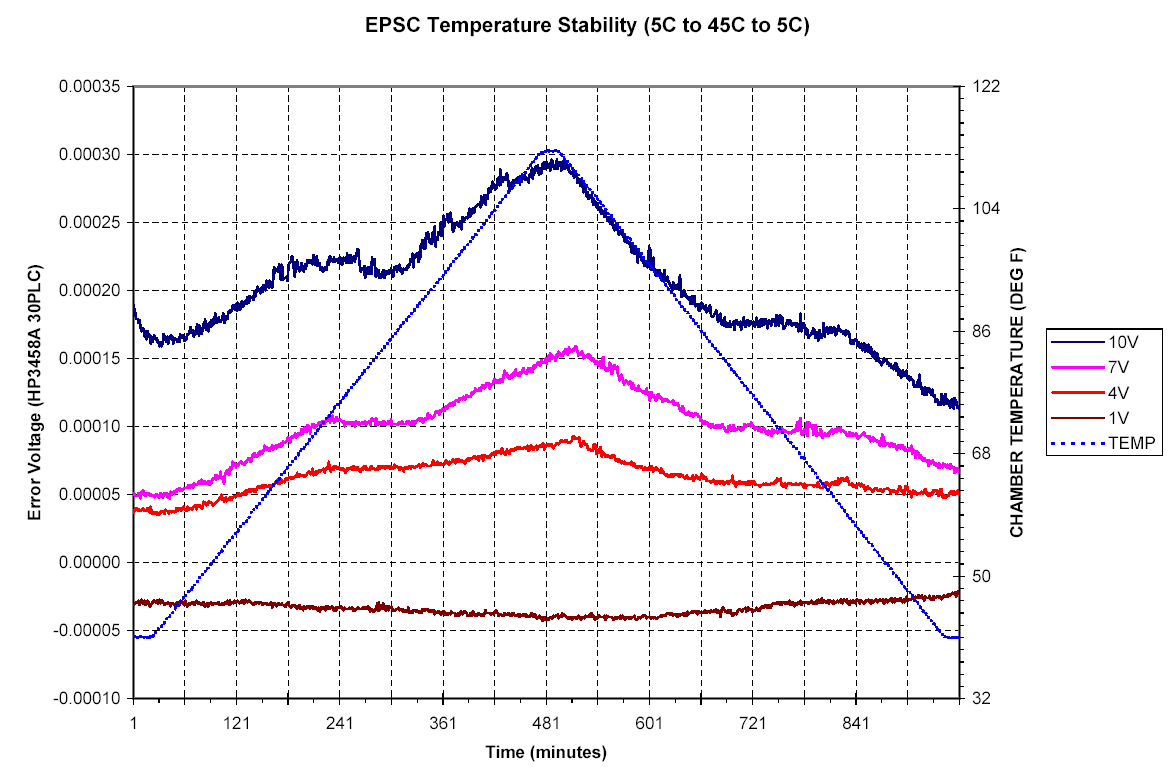 EPSC Temperature Stability (5C to 45C to 5C)
0.00035
0.00030
0.00025
0.00020
0.00015
0.00010
0.00005
0.00000
-0.00005
-0.00010
Error Voltage (HP3458A 30PLC)
122
104
86
68
50
32
CHAMBER TEMPERATURE (DEG F)
10V
7V
4V
1V
TEMP
1 121 241 361 481 601 721 841
Time (minutes)